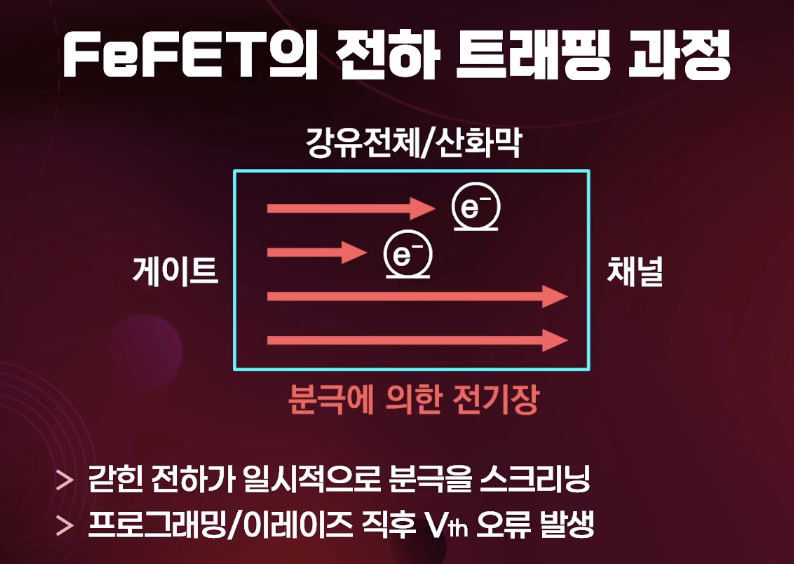 FeFET의 전하 트래핑 과정
강유전체/산화막
e⁻
e⁻
게이트
채널
분극에 의한 전기장
> 갇힌 전하가 일시적으로 분극을 스크리닝
> 프로그래밍/이레이즈 직후 Vth 오류 발생